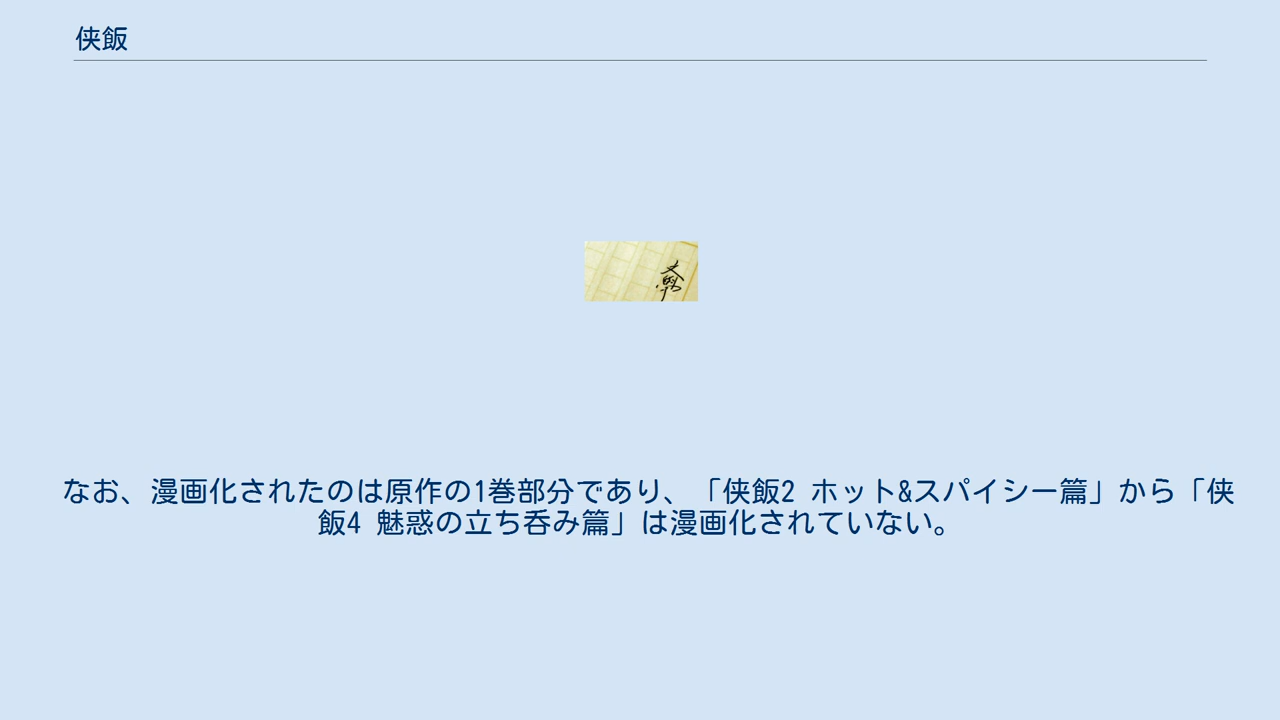 侠飯
なお、漫画化されたのは原作の1巻部分であり、「侠飯2 ホット&スパイシー篇」から「侠
飯4 魅惑の立ち呑み篇」は漫画化されていない。